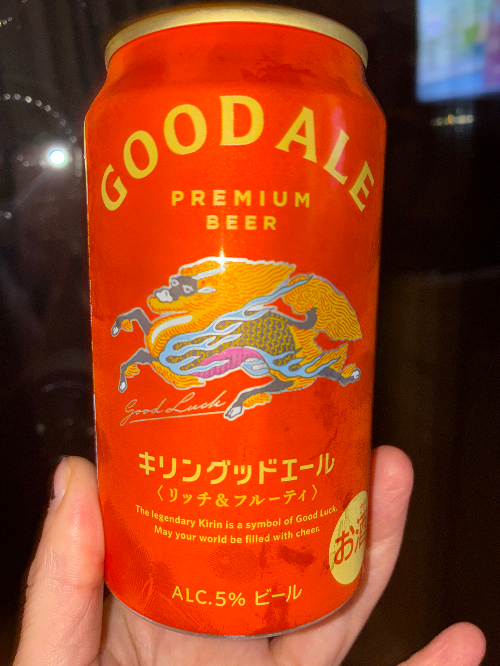 GOOD ALE
PREMIUM
BEER
Good Luck
キリングッドエール
〈リッチ&フルーティ〉
The legendary Kirin is a symbol of Good Luck.
May your world be filled with cheer.
お酒
ALC.5% ビール